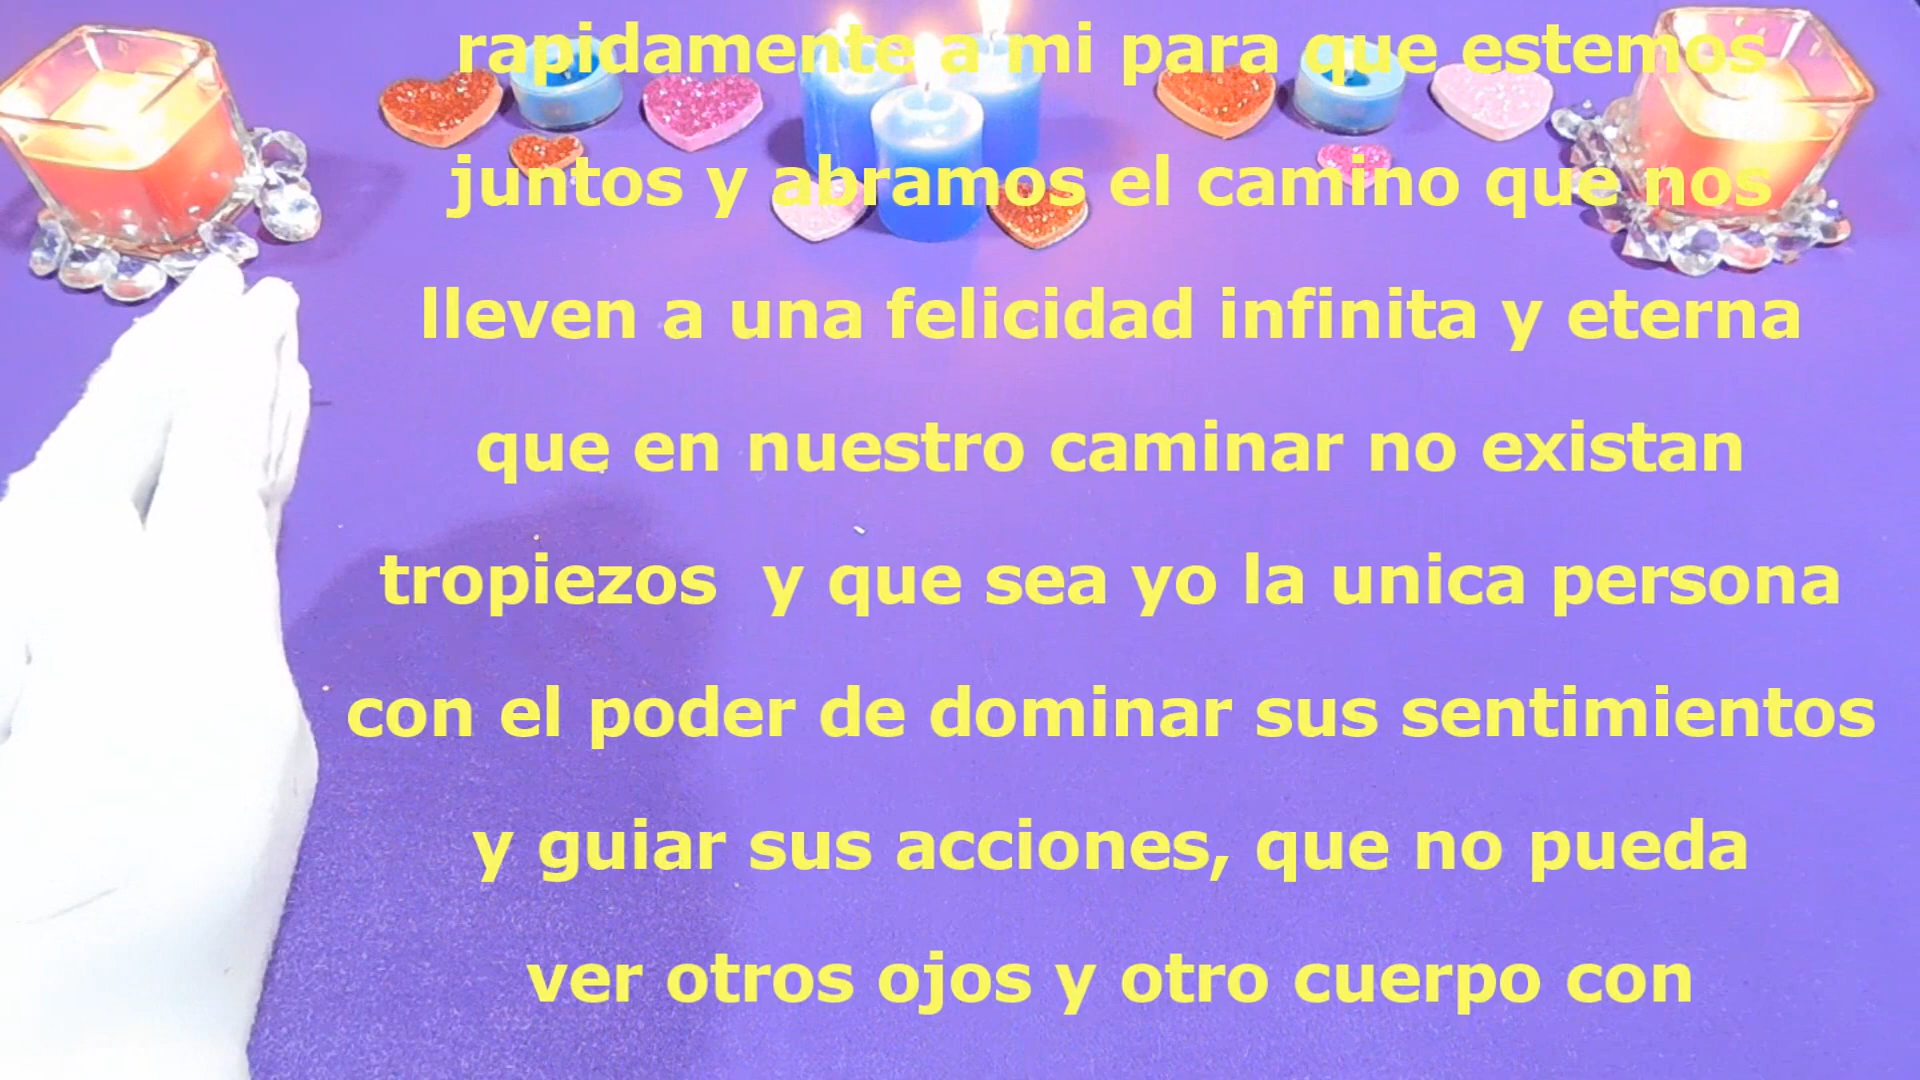 rapidamente a mi para que estemos
juntos y abramos el camino que nos
lleven a una felicidad infinita y eterna
que en nuestro caminar no existan
tropiezos  y que sea yo la unica persona
con el poder de dominar sus sentimientos
y guiar sus acciones, que no pueda
ver otros ojos y otro cuerpo con